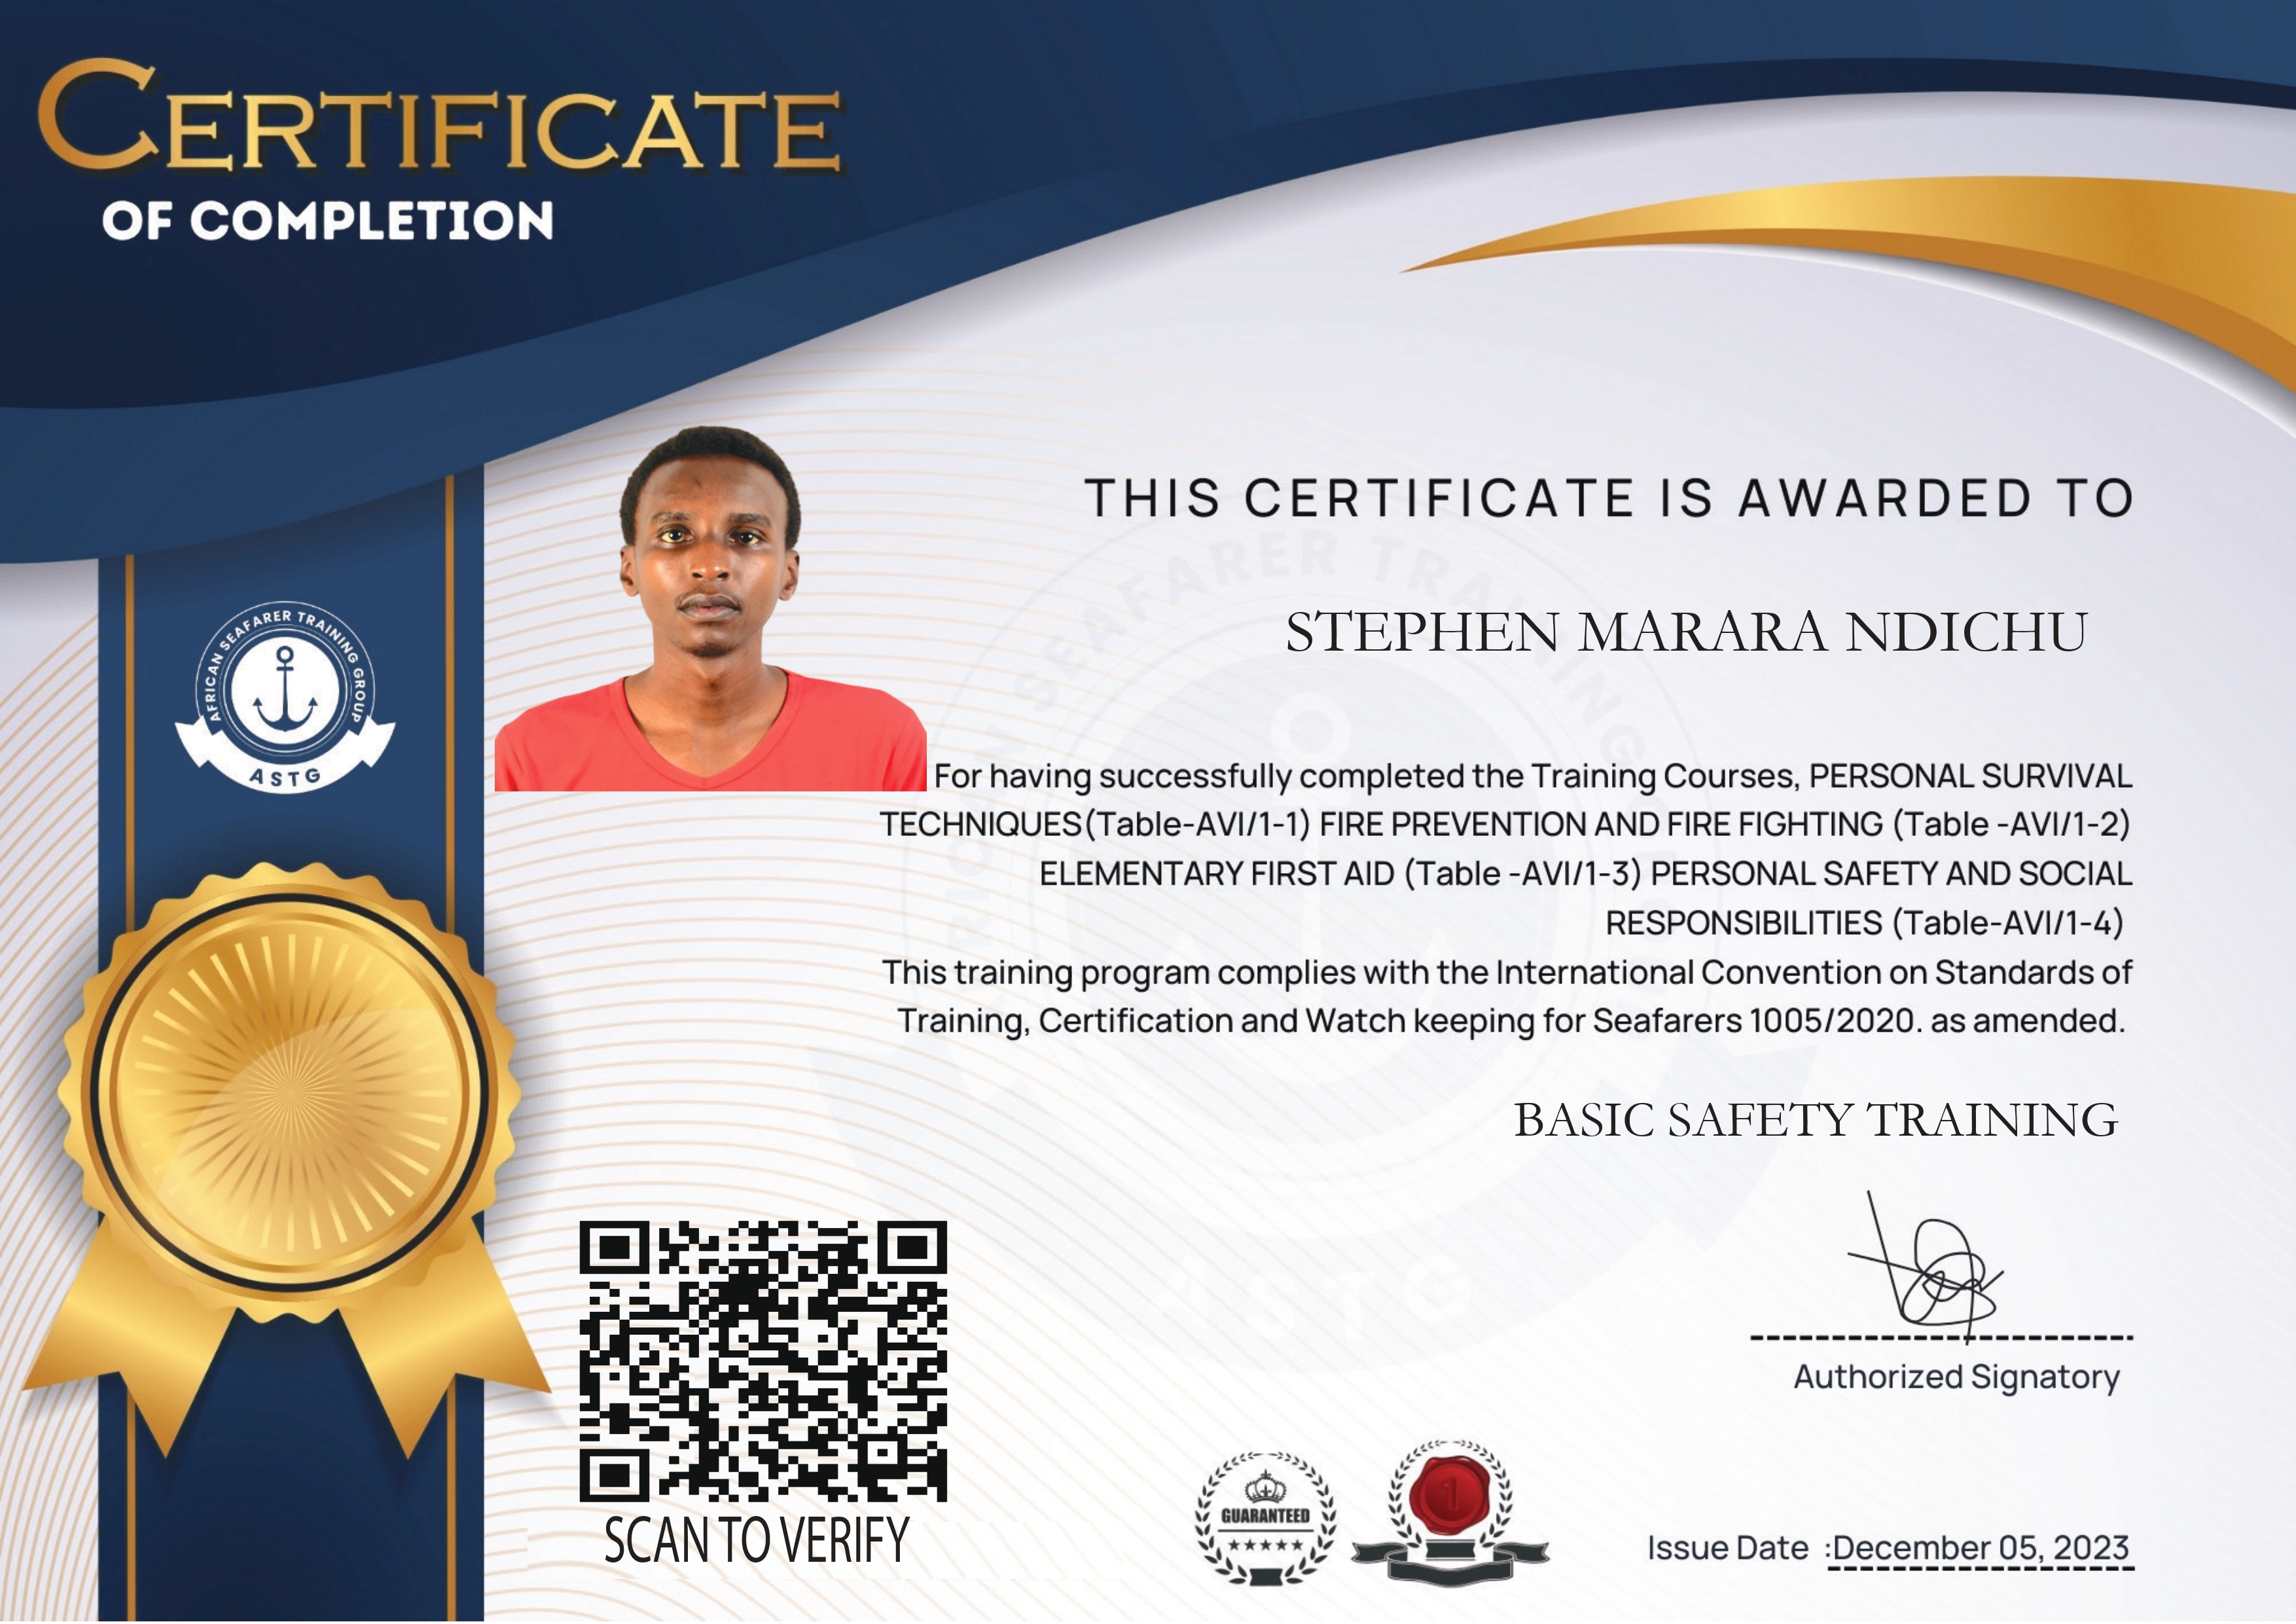 CERTIFICATE
OF COMPLETION
THIS CERTIFICATE IS AWARDED TO
STEPHEN MARARA NDICHU
AFRICAN SEAFARER TRAINING GROUP
ASTG
For having successfully completed the Training Courses, PERSONAL SURVIVAL
TECHNIQUES(Table-AVI/1-1) FIRE PREVENTION AND FIRE FIGHTING (Table -AVI/1-2)
ELEMENTARY FIRST AID (Table -AVI/1-3) PERSONAL SAFETY AND SOCIAL
RESPONSIBILITIES (Table-AVI/1-4)
This training program complies with the International Convention on Standards of
Training, Certification and Watch keeping for Seafarers 1005/2020. as amended.
BASIC SAFETY TRAINING
Authorized Signatory
SCAN TO VERIFY
GUARANTEED
1
Issue Date :December 05, 2023